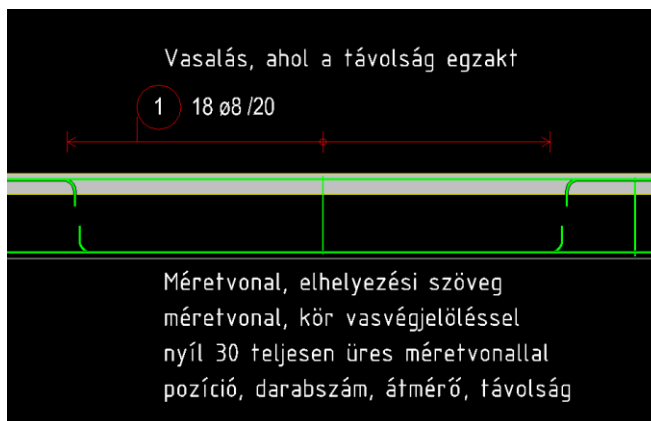 Vasalás, ahol a távolság egzakt
1 18 ø8 /20
Méretvonal, elhelyezési szöveg
méretvonal, kör vasvégjelöléssel
nyíl 30 teljesen üres méretvonallal
pozíció, darabszám, átmérő, távolság